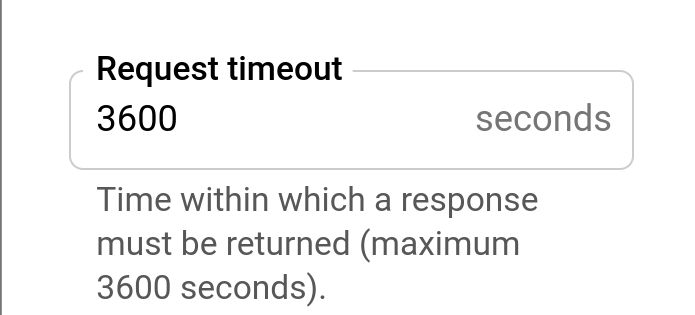 Request timeout
3600 seconds
Time within which a response
must be returned (maximum
3600 seconds).